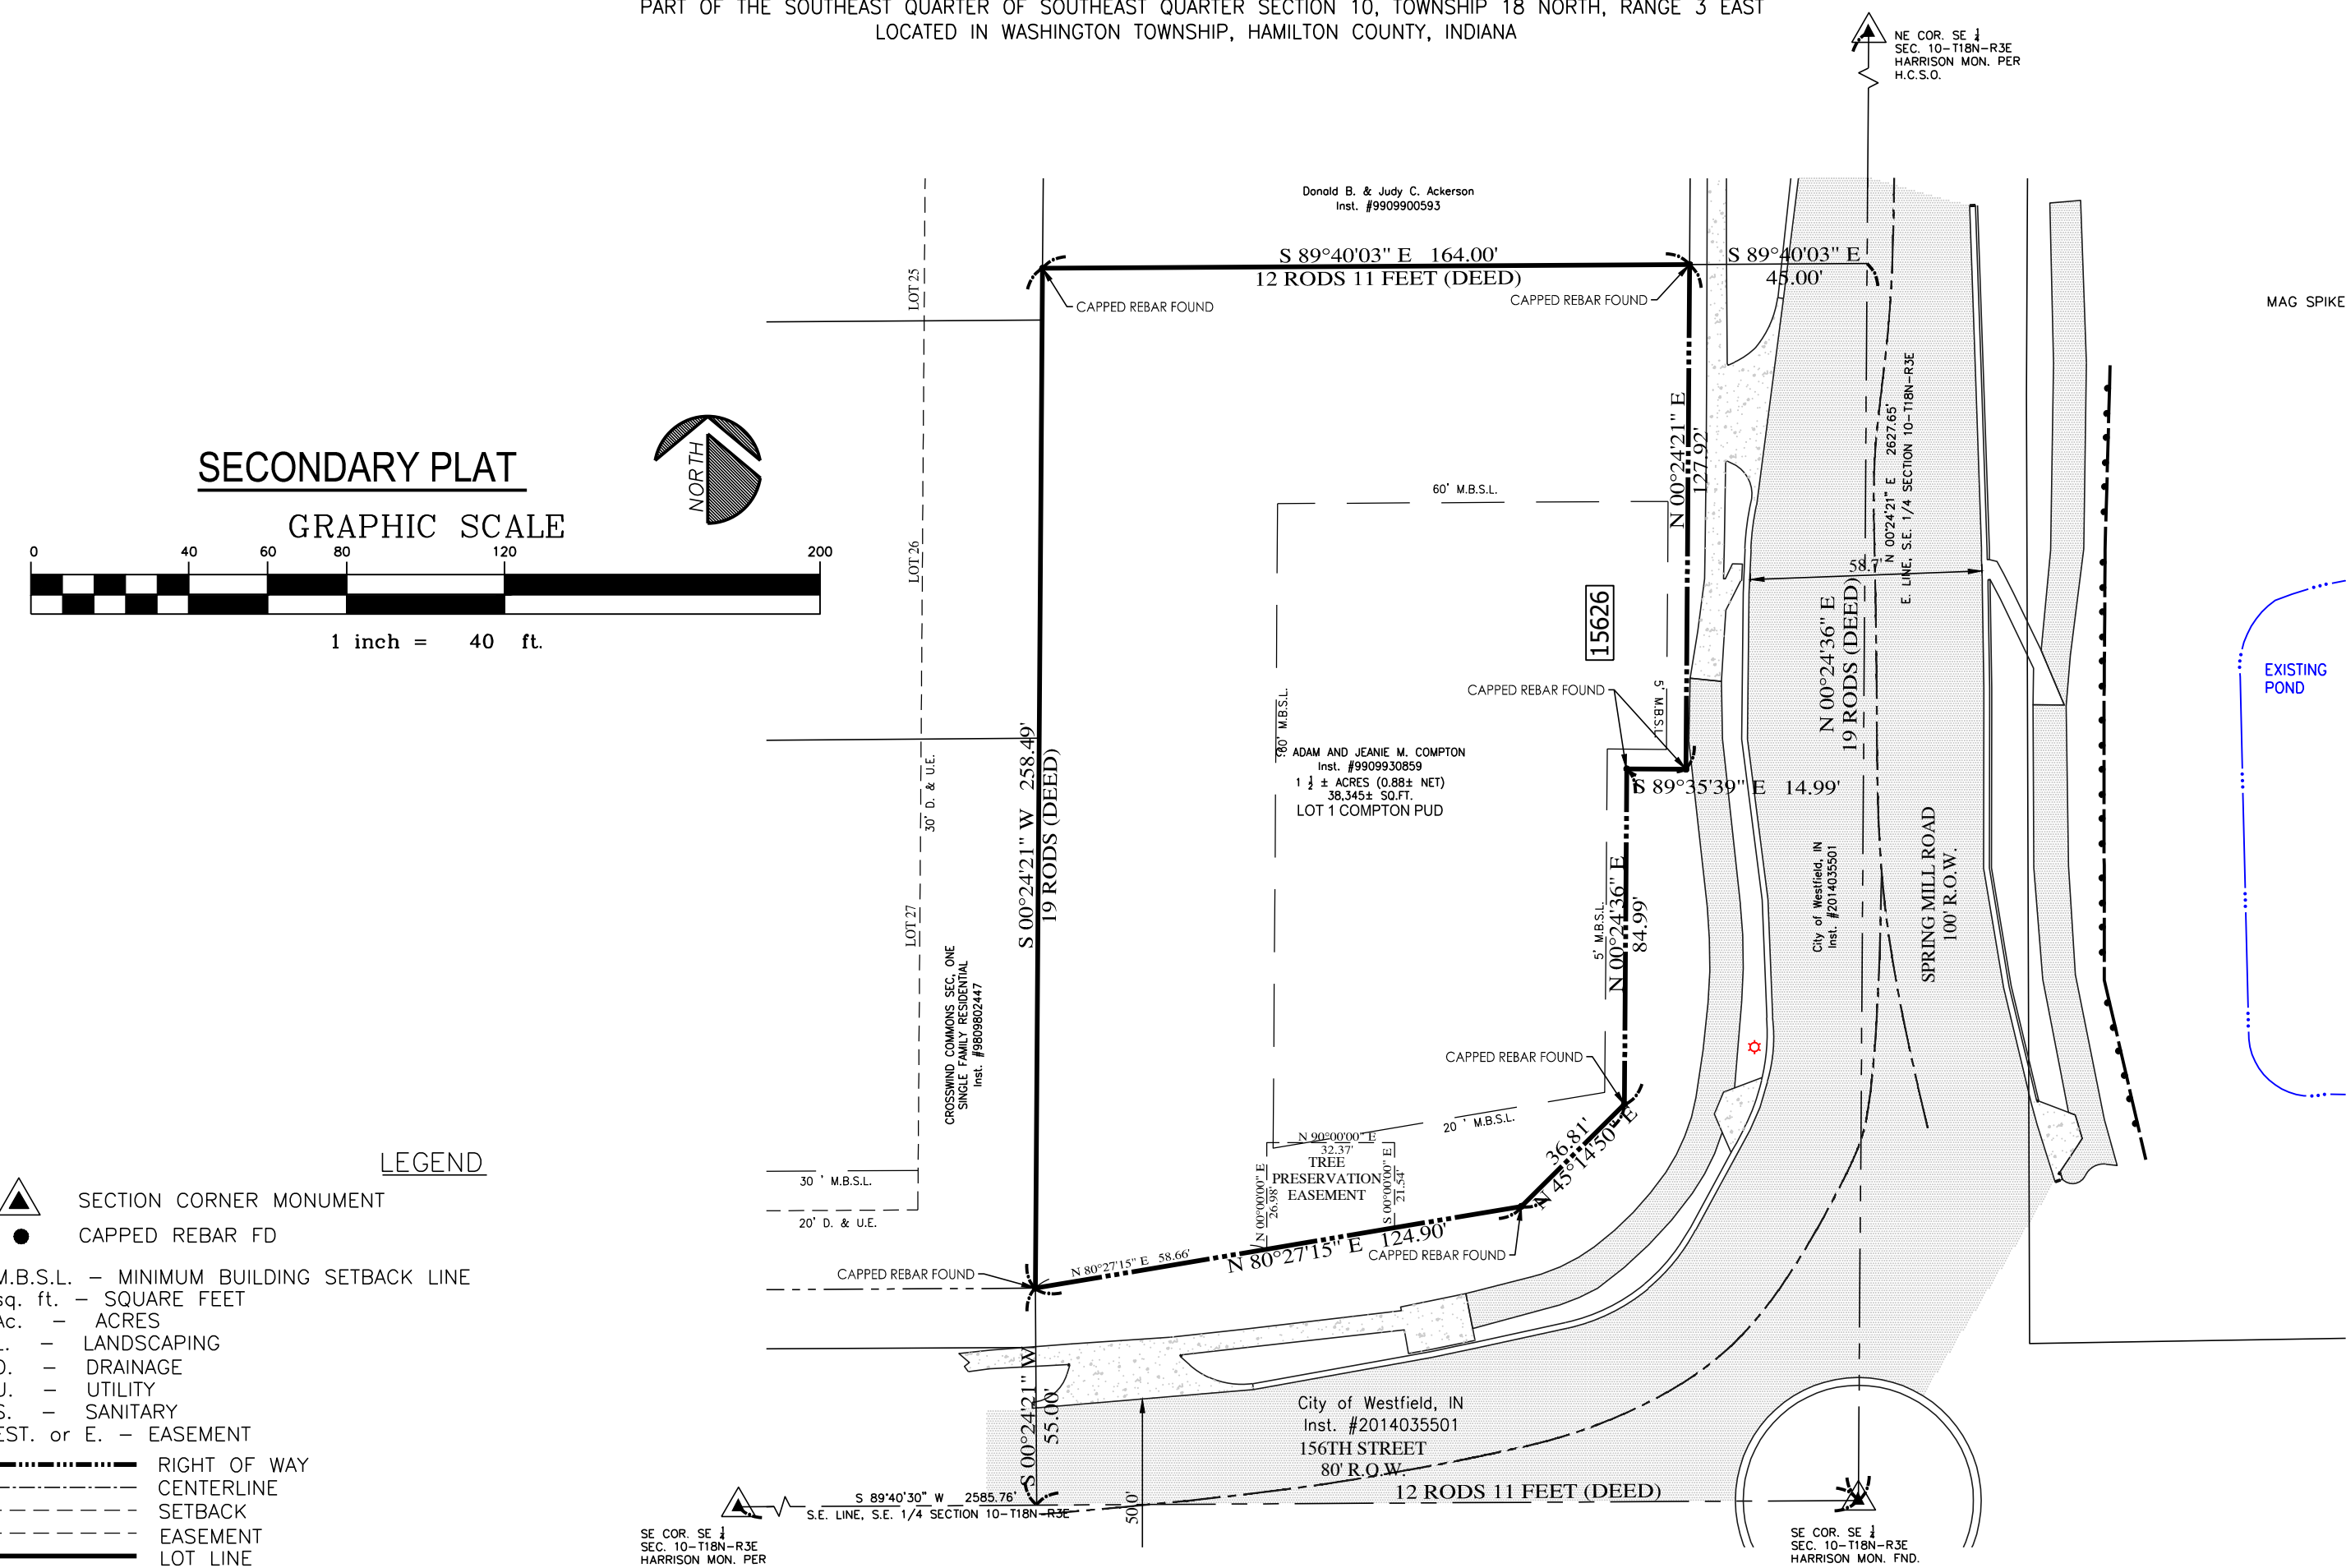 PART OF THE SOUTHEAST QUARTER OF SOUTHEAST QUARTER SECTION 10, TOWNSHIP 18 NORTH, RANGE 3 EAST
LOCATED IN WASHINGTON TOWNSHIP, HAMILTON COUNTY, INDIANA
NE COR. SE 1/4
SEC. 10-T18N-R3E
HARRISON MON. PER
H.C.S.O.
Donald B. & Judy C. Ackerson
Inst. #9909900593
S 89°40'03" E 164.00'
12 RODS 11 FEET (DEED)
S 89°40'03" E
45.00'
CAPPED REBAR FOUND
CAPPED REBAR FOUND
MAG SPIKE
LOT 25
SECONDARY PLAT
NORTH
GRAPHIC SCALE
0 40 60 80 120 200
1 inch = 40 ft.
LOT 26
60' M.B.S.L.
N 00°24'21" E
127.92'
N 00°24'21" E 2627.65'
E. LINE, S.E. 1/4 SECTION 10-T18N-R3E
58.7'
15626
N 00°24'36" E
19 RODS (DEED)
EXISTING
POND
CAPPED REBAR FOUND
5' M.B.S.L.
60' M.B.S.L.
S 00°24'21" W 258.49'
19 RODS (DEED)
30' D. & U.E.
ADAM AND JEANIE M. COMPTON
Inst. #9909930859
1 1/2 ± ACRES (0.88± NET)
38,345± SQ.FT.
LOT 1 COMPTON PUD
S 89°35'39" E 14.99'
LOT 27
CROSSWIND COMMONS SEC, ONE
SINGLE FAMILY RESIDENTIAL
Inst. #9809802447
5' M.B.S.L.
N 00°24'36" E
84.99'
City of Westfield, IN
Inst. #2014035501
SPRING MILL ROAD
100' R.O.W.
CAPPED REBAR FOUND
20 ' M.B.S.L.
36.81'
N 45°14'50" E
N 90°00'00" E
32.37'
TREE
PRESERVATION
EASEMENT
N 00°00'00" E
26.98'
S 00°00'00" E
21.54'
30 ' M.B.S.L.
20' D. & U.E.
N 80°27'15" E 58.66'
N 80°27'15" E 124.90'
CAPPED REBAR FOUND
CAPPED REBAR FOUND
LEGEND
SECTION CORNER MONUMENT
CAPPED REBAR FD
M.B.S.L. – MINIMUM BUILDING SETBACK LINE
sq. ft. – SQUARE FEET
Ac. – ACRES
L. – LANDSCAPING
D. – DRAINAGE
U. – UTILITY
S. – SANITARY
EST. or E. – EASEMENT
RIGHT OF WAY
CENTERLINE
SETBACK
EASEMENT
LOT LINE
S 00°24'21" W
55.00'
City of Westfield, IN
Inst. #2014035501
156TH STREET
80' R.O.W.
12 RODS 11 FEET (DEED)
50.0'
S 89°40'30" W 2585.76'
S.E. LINE, S.E. 1/4 SECTION 10-T18N-R3E
SE COR. SE 1/4
SEC. 10-T18N-R3E
HARRISON MON. PER
SE COR. SE 1/4
SEC. 10-T18N-R3E
HARRISON MON. FND.